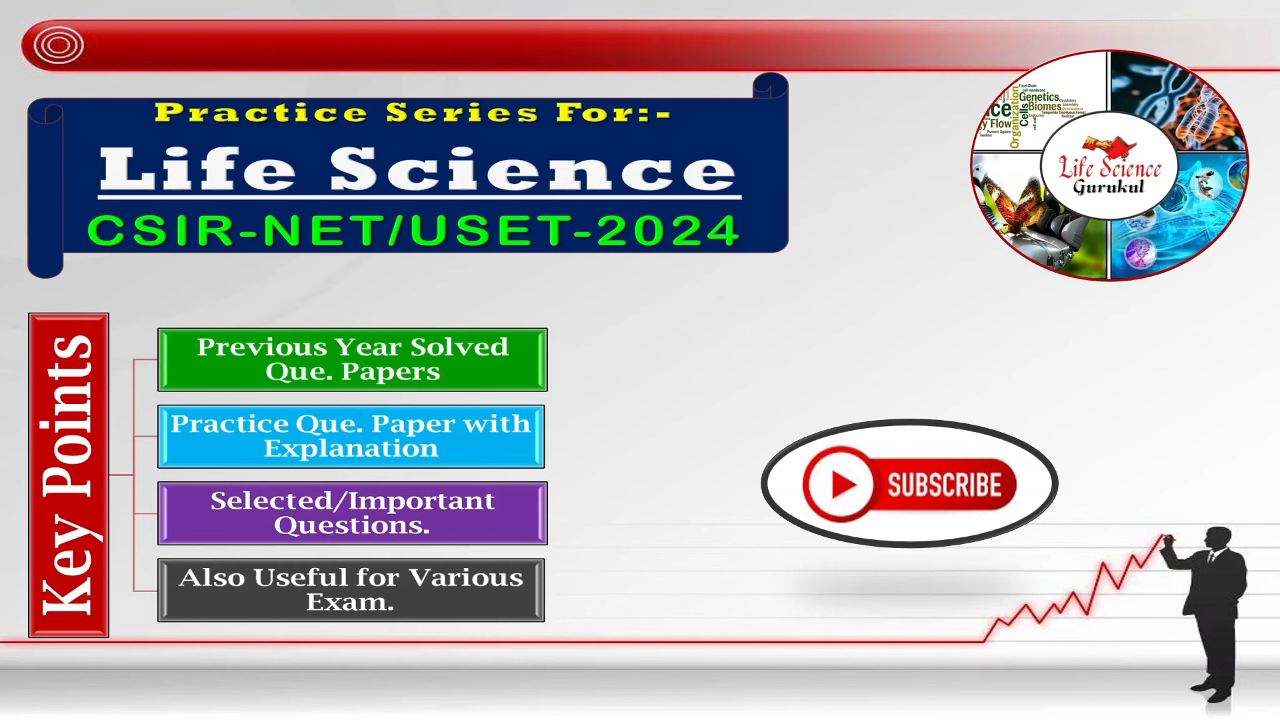 Practice Series For:-
Life Science
CSIR-NET/USET-2024
Genetics
Biomes
Cells
Organization
Life Science
Gurukul
Key Points
Previous Year Solved
Que. Papers
Practice Que. Paper with
Explanation
Selected/Important
Questions.
Also Useful for Various
Exam.
SUBSCRIBE